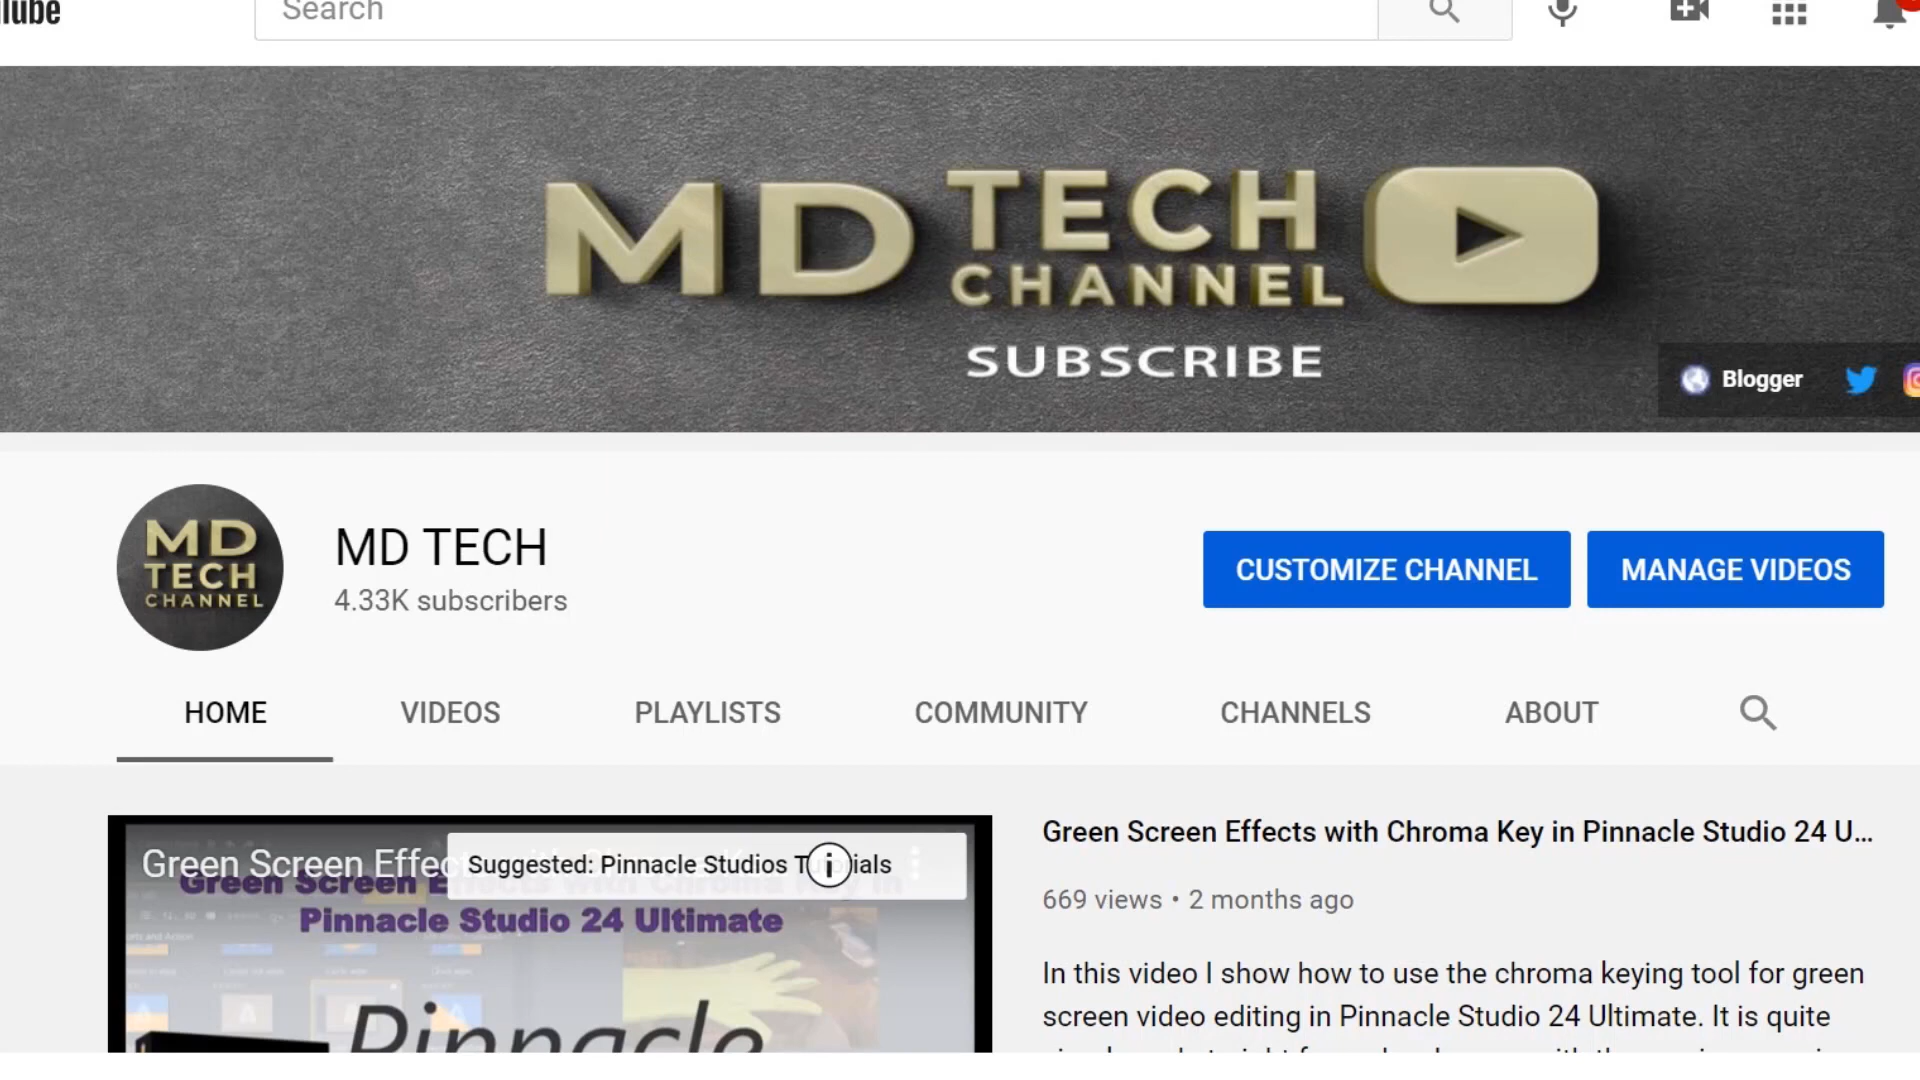 Search
MD TECH
CHANNEL
SUBSCRIBE
Blogger
MD
TECH
CHANNEL
MD TECH
4.33K subscribers
CUSTOMIZE CHANNEL
MANAGE VIDEOS
HOME
VIDEOS
PLAYLISTS
COMMUNITY
CHANNELS
ABOUT
Green Screen
Suggested: Pinnacle Studios
Green Screen
Pinnacle Studio 24 Ultimate
Pinnacle
Green Screen Effects with Chroma Key in Pinnacle Studio 24 U...
669 views • 2 months ago
In this video I show how to use the chroma keying tool for green
screen video editing in Pinnacle Studio 24 Ultimate. It is quite